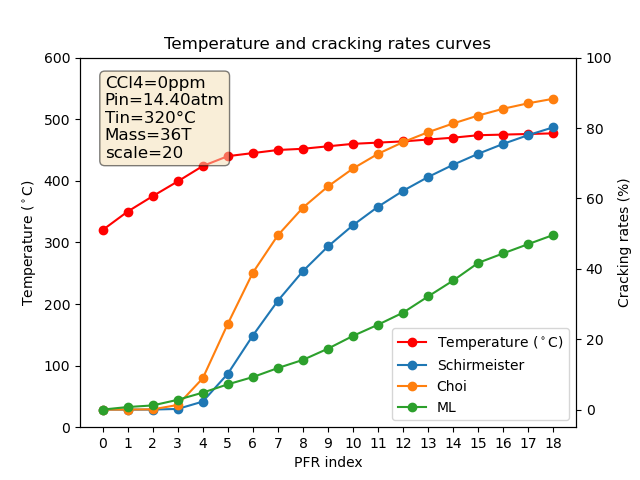 Temperature and cracking rates curves
CCl4=0ppm
Pin=14.40atm
Tin=320°C
Mass=36T
scale=20
Temperature (°C)
600
500
400
300
200
100
0
100
80
60
40
20
0
Cracking rates (%)
Temperature (°C)
Schirmeister
Choi
ML
0 1 2 3 4 5 6 7 8 9 10 11 12 13 14 15 16 17 18
PFR index